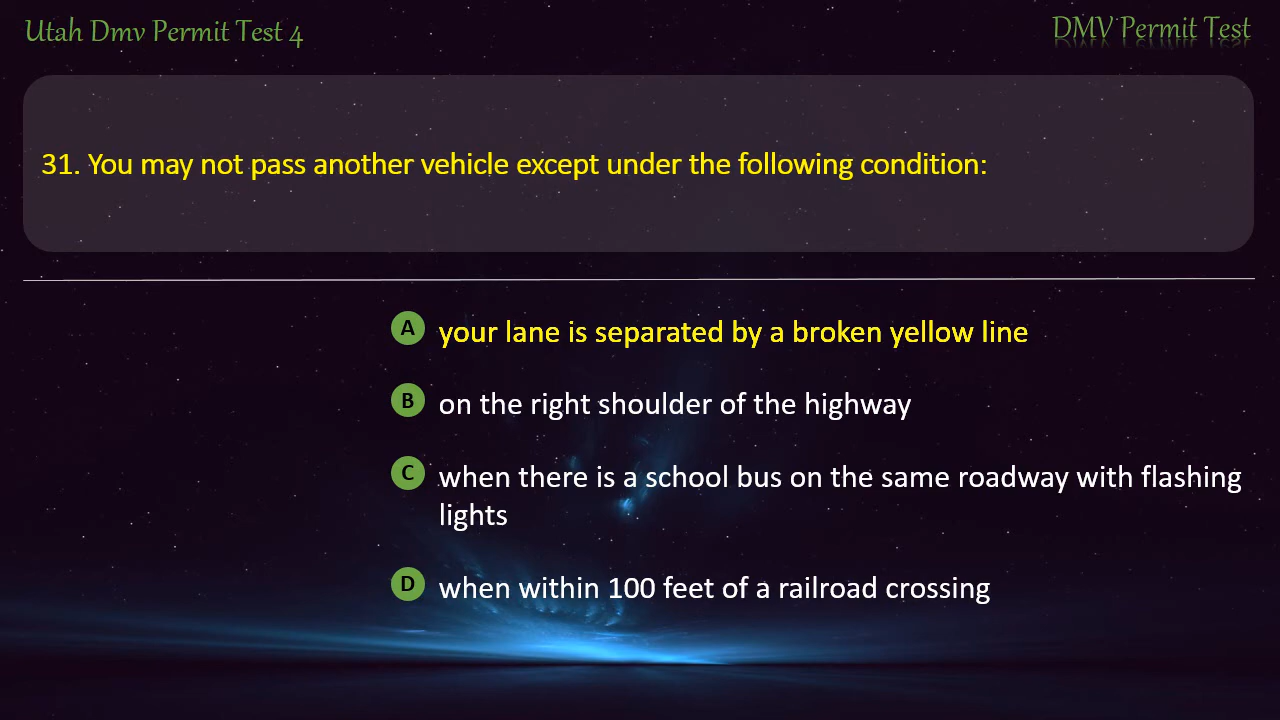 Utah Dmv Permit Test 4
DMV Permit Test
31. You may not pass another vehicle except under the following condition:
A your lane is separated by a broken yellow line
B on the right shoulder of the highway
C when there is a school bus on the same roadway with flashing
lights
D when within 100 feet of a railroad crossing